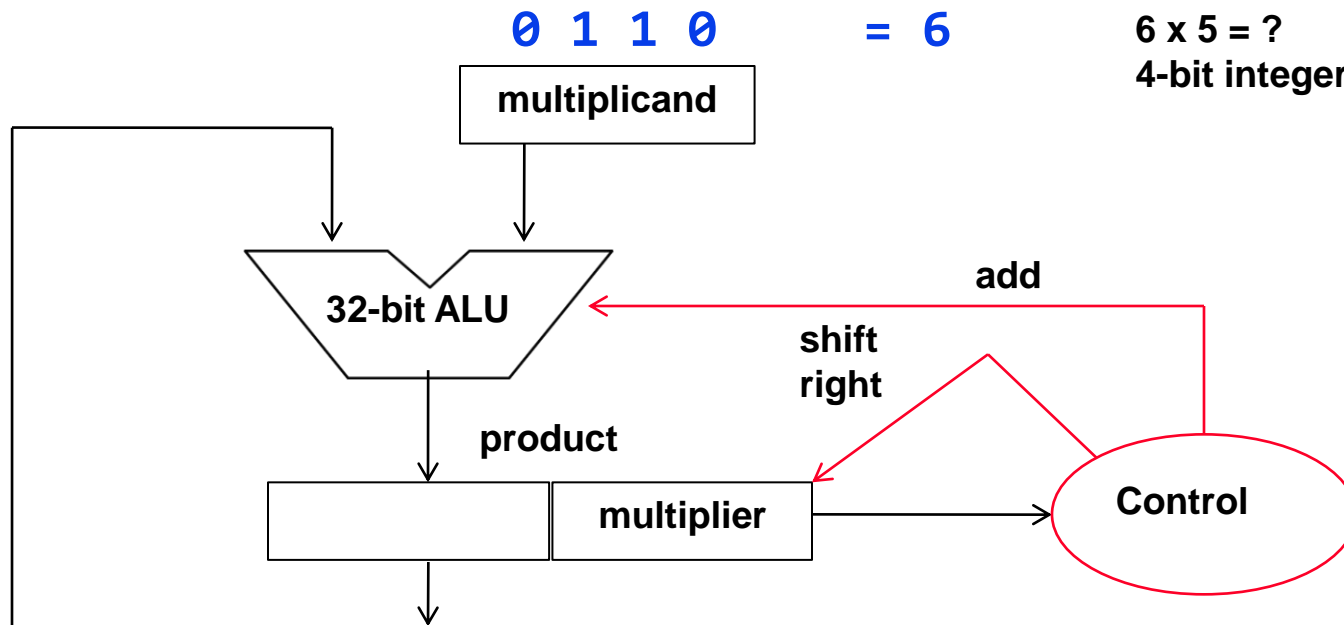 0 1 1 0 = 6
6 x 5 = ?
4-bit integer
multiplicand
32-bit ALU
add
shift
right
product
multiplier
Control